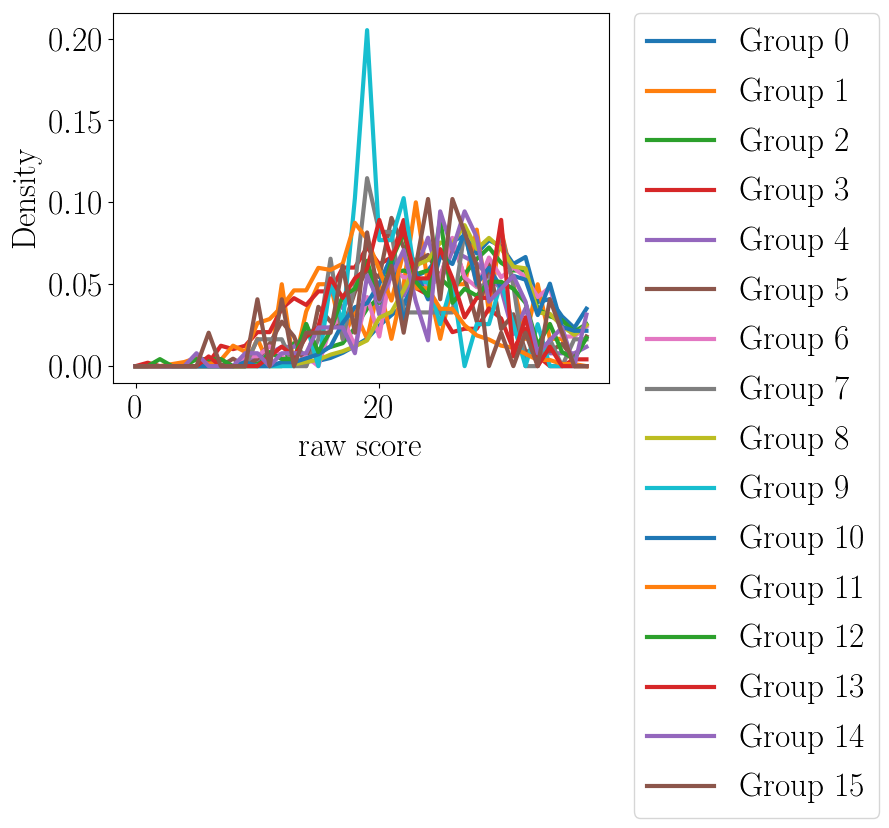 0.20
0.15
0.10
0.05
0.00
Density
0
20
raw score
Group 0
Group 1
Group 2
Group 3
Group 4
Group 5
Group 6
Group 7
Group 8
Group 9
Group 10
Group 11
Group 12
Group 13
Group 14
Group 15